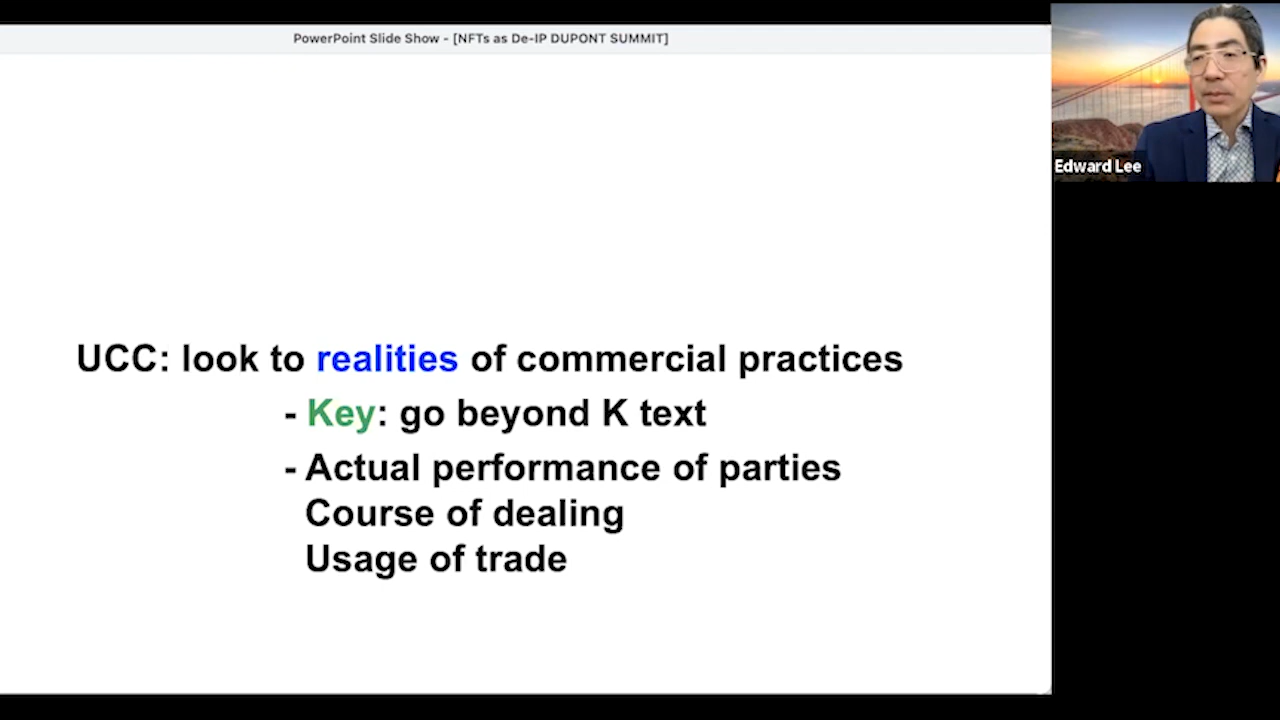 PowerPoint Slide Show - [NFTs as De-IP DUPONT SUMMIT]
Edward Lee
UCC: look to realities of commercial practices
- Key: go beyond K text
- Actual performance of parties
Course of dealing
Usage of trade